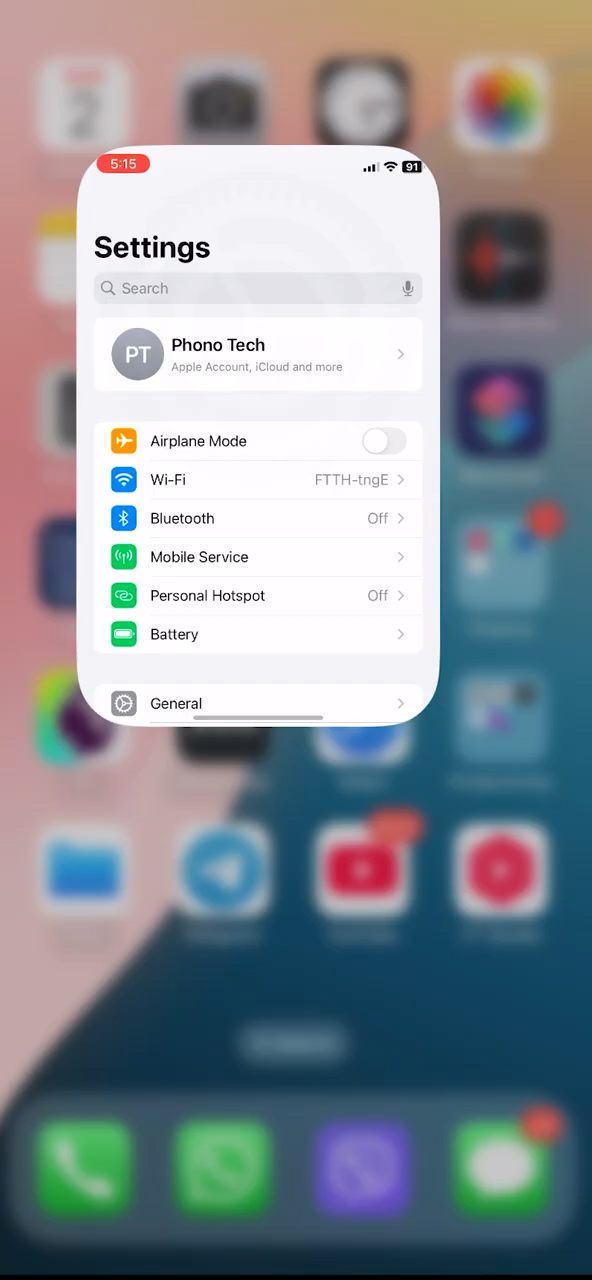 2
5:15
91
Settings
Search
PT
Phono Tech
Apple Account, iCloud and more
Airplane Mode
Wi-Fi FTTH-tngE
Bluetooth Off
Mobile Service
Personal Hotspot Off
Battery
General